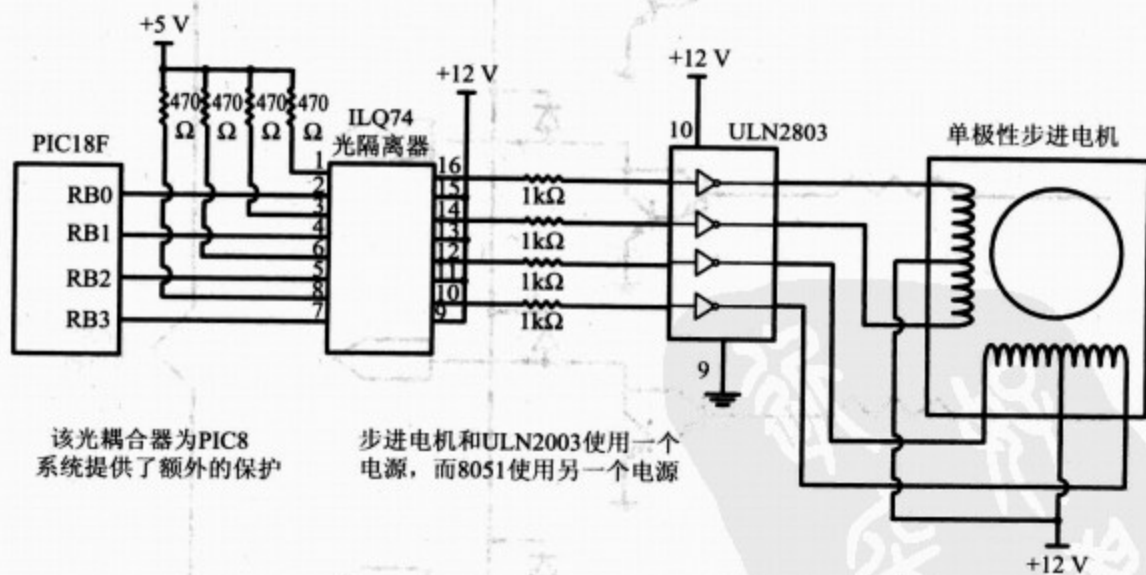 +5 V
470 Ω
470 Ω
470 Ω
470 Ω
PIC18F
RB0
RB1
RB2
RB3
ILQ74
光隔离器
1
2
3
4
6
5
8
7
16
15
14
13
12
11
10
9
+12 V
1kΩ
1kΩ
1kΩ
1kΩ
+12 V
10
ULN2803
9
单极性步进电机
+12 V
该光耦合器为PIC8
系统提供了额外的保护
步进电机和ULN2003使用一个
电源，而8051使用另一个电源